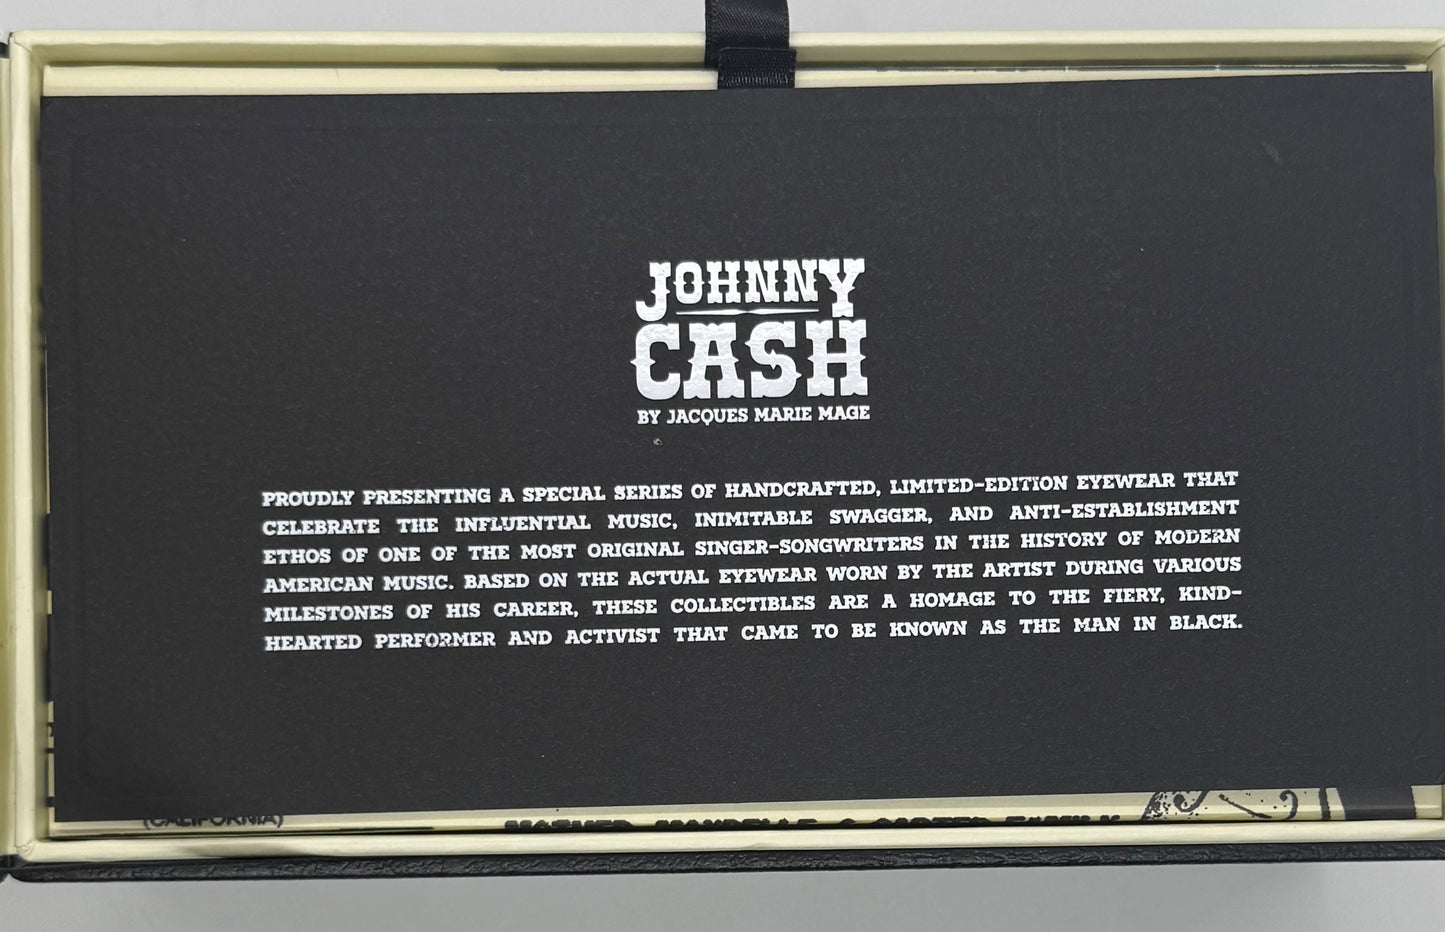 JOHNNY
CASH
BY JACQUES MARIE MAGE
PROUDLY PRESENTING A SPECIAL SERIES OF HANDCRAFTED, LIMITED-EDITION EYEWEAR THAT
CELEBRATE THE INFLUENTIAL MUSIC, INIMITABLE SWAGGER, AND ANTI-ESTABLISHMENT
ETHOS OF ONE OF THE MOST ORIGINAL SINGER-SONGWRITERS IN THE HISTORY OF MODERN
AMERICAN MUSIC. BASED ON THE ACTUAL EYEWEAR WORN BY THE ARTIST DURING VARIOUS
MILESTONES OF HIS CAREER, THESE COLLECTIBLES ARE A HOMAGE TO THE FIERY, KIND-
HEARTED PERFORMER AND ACTIVIST THAT CAME TO BE KNOWN AS THE MAN IN BLACK.
(CALIFORNIA)